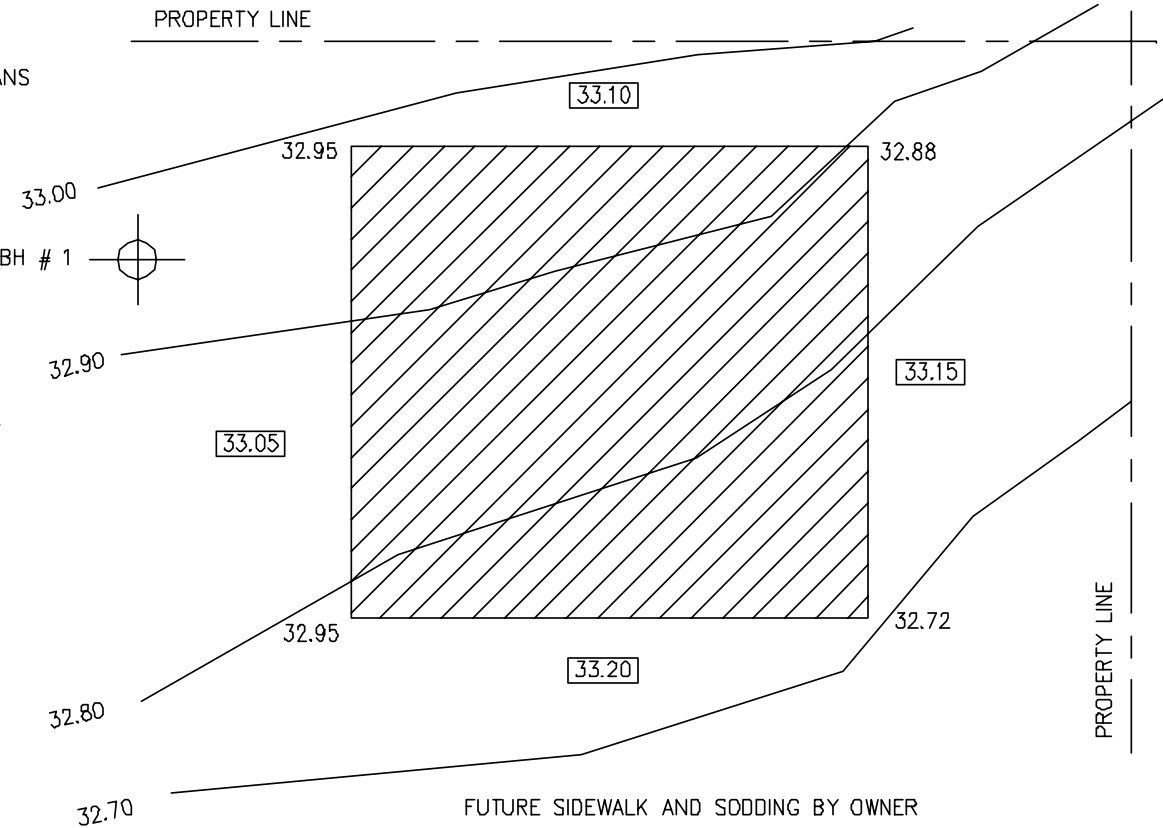 PROPERTY LINE
ANS
33.10
32.95
32.88
33.00
BH # 1
32.90
33.15
33.05
32.95
32.72
33.20
PROPERTY LINE
32.80
32.70
FUTURE SIDEWALK AND SODDING BY OWNER